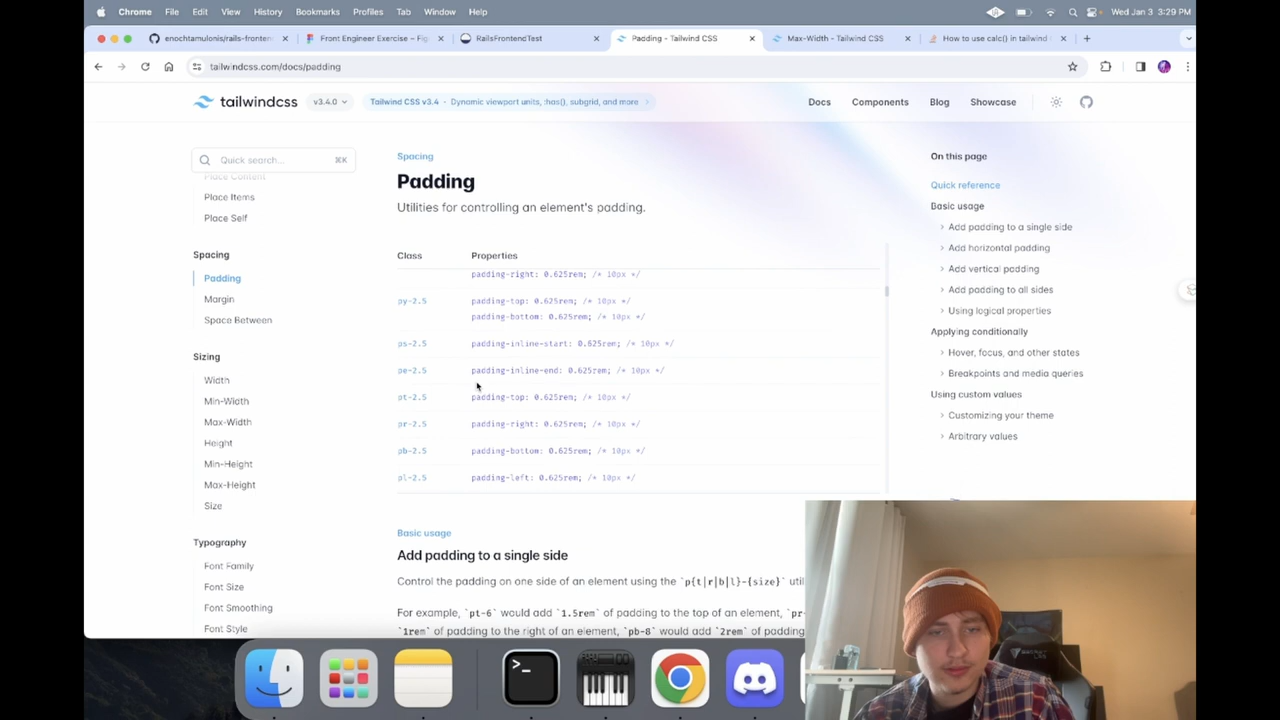 Chrome File Edit View History Bookmarks Profiles Tab Window Help Wed Jan 3 3:29 PM
enochtamulonis/rails-fronten Front Engineer Exercise – Fig RailsFrontendTest Padding - Tailwind CSS Max-Width - Tailwind CSS How to use calc() in tailwind
tailwindcss.com/docs/padding
tailwindcss v3.4.0 Tailwind CSS v3.4 · Dynamic viewport units, :has(), subgrid, and more Docs Components Blog Showcase
Quick search... ⌘K
Place Content
Place Items
Place Self
Spacing
Padding
Margin
Space Between
Sizing
Width
Min-Width
Max-Width
Height
Min-Height
Max-Height
Size
Typography
Font Family
Font Size
Font Smoothing
Font Style
Spacing
Padding
Utilities for controlling an element's padding.
Class Properties
padding-right: 0.625rem; /* 10px */
py-2.5 padding-top: 0.625rem; /* 10px */
padding-bottom: 0.625rem; /* 10px */
ps-2.5 padding-inline-start: 0.625rem; /* 10px */
pe-2.5 padding-inline-end: 0.625rem; /* 10px */
pt-2.5 padding-top: 0.625rem; /* 10px */
pr-2.5 padding-right: 0.625rem; /* 10px */
pb-2.5 padding-bottom: 0.625rem; /* 10px */
pl-2.5 padding-left: 0.625rem; /* 10px */
Basic usage
Add padding to a single side
Control the padding on one side of an element using the `p{t|r|b|l}-{size}` util
For example, `pt-6` would add `1.5rem` of padding to the top of an element, `pr-
`1rem` of padding to the right of an element, `pb-8` would add `2rem` of padding
On this page
Quick reference
Basic usage
Add padding to a single side
Add horizontal padding
Add vertical padding
Add padding to all sides
Using logical properties
Applying conditionally
Hover, focus, and other states
Breakpoints and media queries
Using custom values
Customizing your theme
Arbitrary values